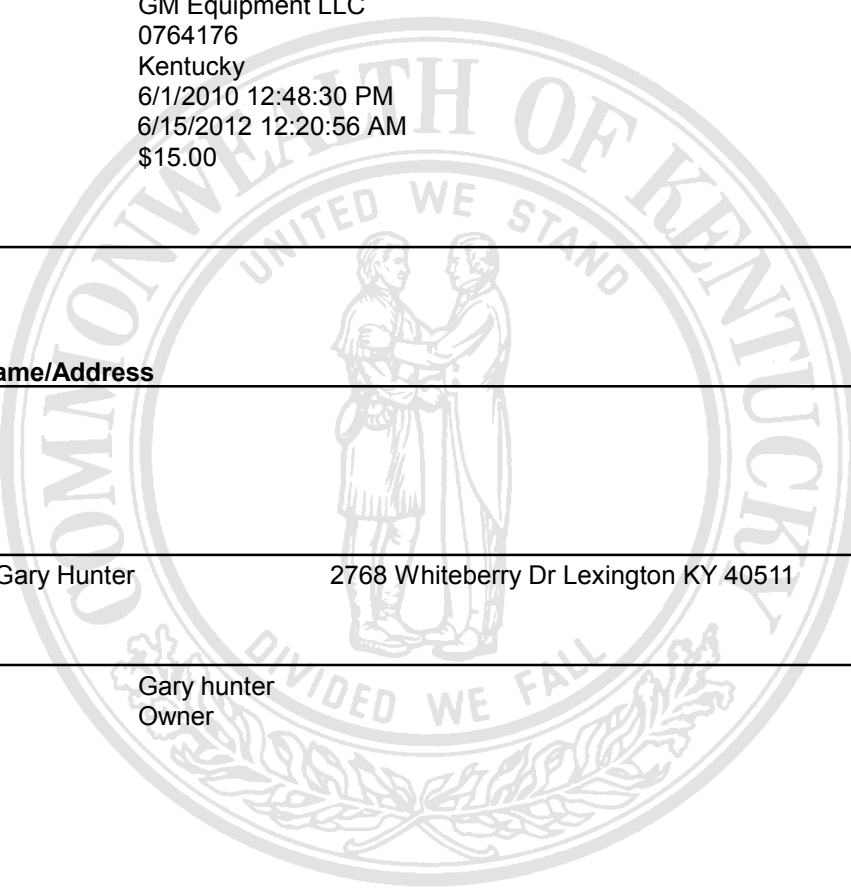 GM Equipment LLC
0764176
Kentucky
6/1/2010 12:48:30 PM
6/15/2012 12:20:56 AM
$15.00
COMMONWEALTH OF KENTUCKY
UNITED WE STAND
ame/Address
Gary Hunter 2768 Whiteberry Dr Lexington KY 40511
DIVIDED WE FALL
Gary hunter
Owner